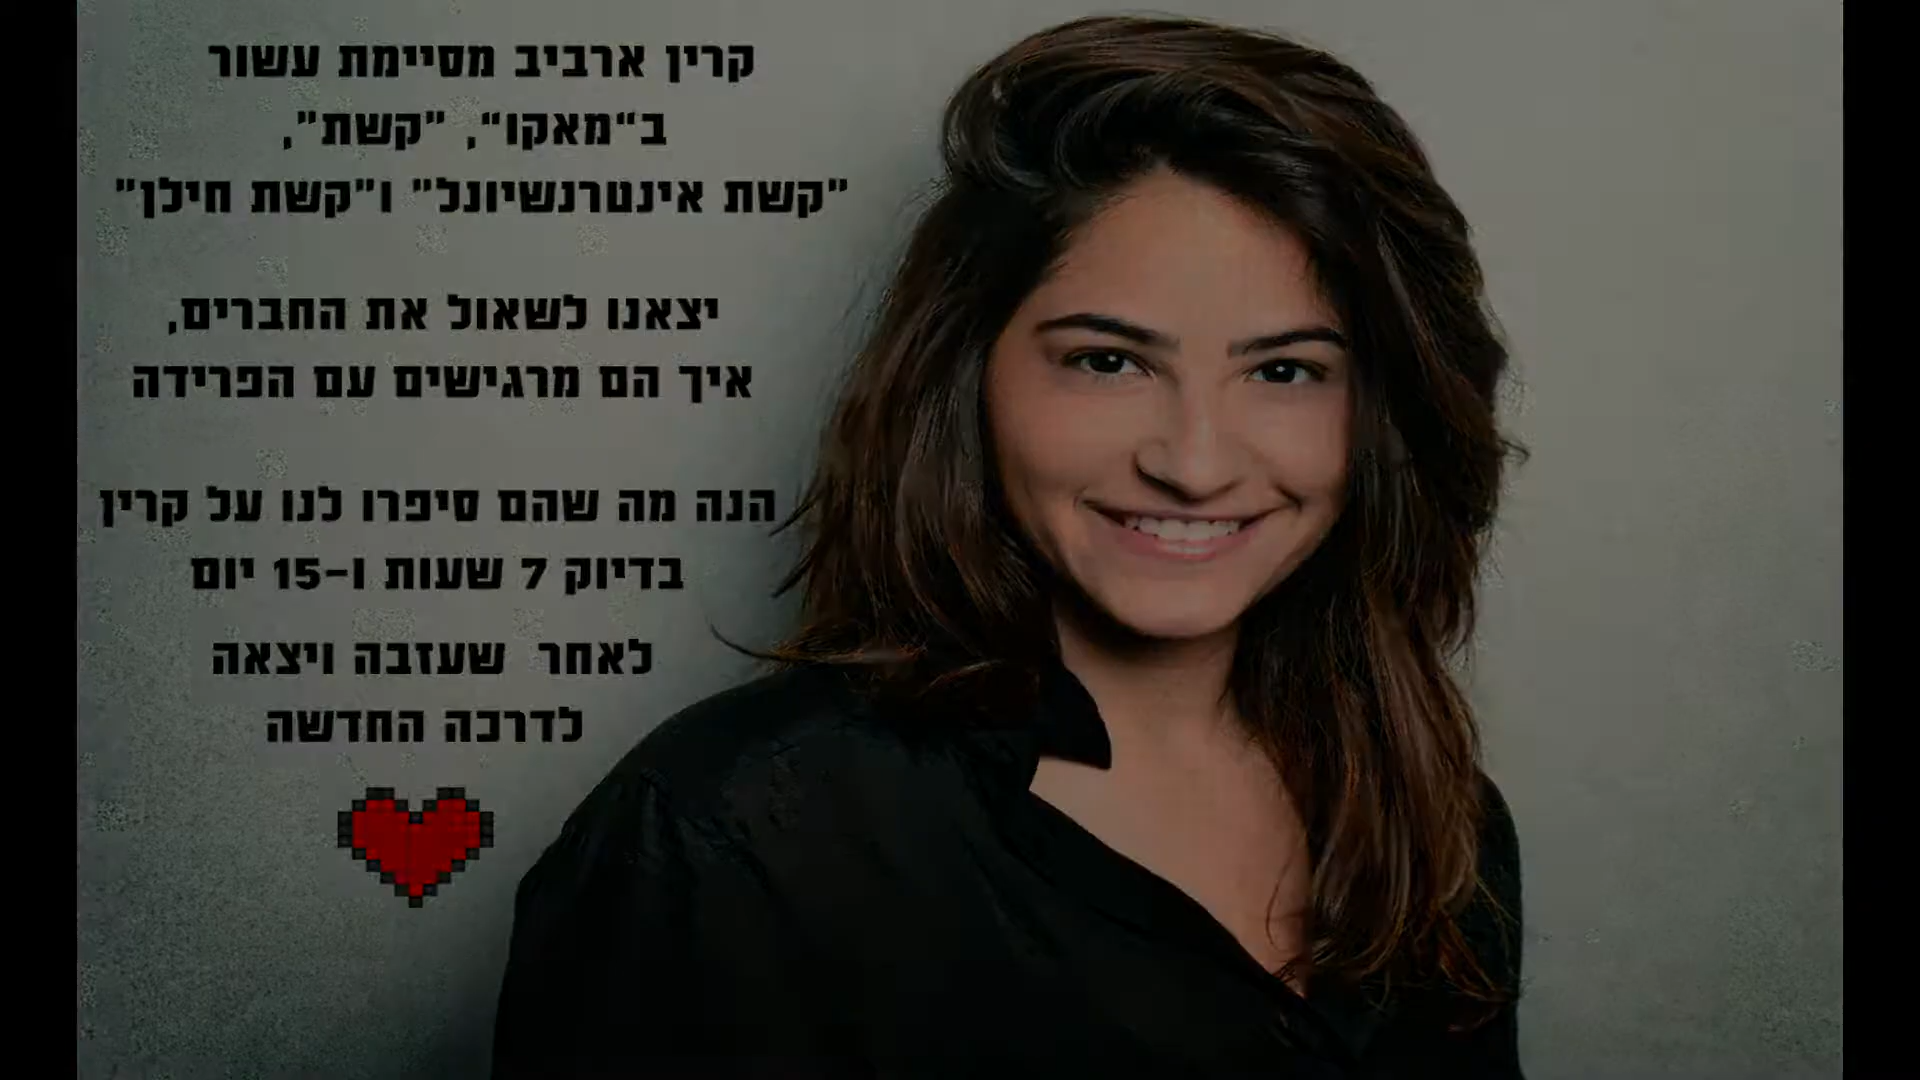 קרין ארביב מסיימת עשור
ב"מאקו", "קשת",
"קשת אינטרנשיונל" ו"קשת חילן"
יצאנו לשאול את החברים,
איך הם מרגישים עם הפרידה
הנה מה שהם סיפרו לנו על קרין
בדיוק 7 שעות ו-15 יום
לאחר שעזבה ויצאה
לדרכה החדשה